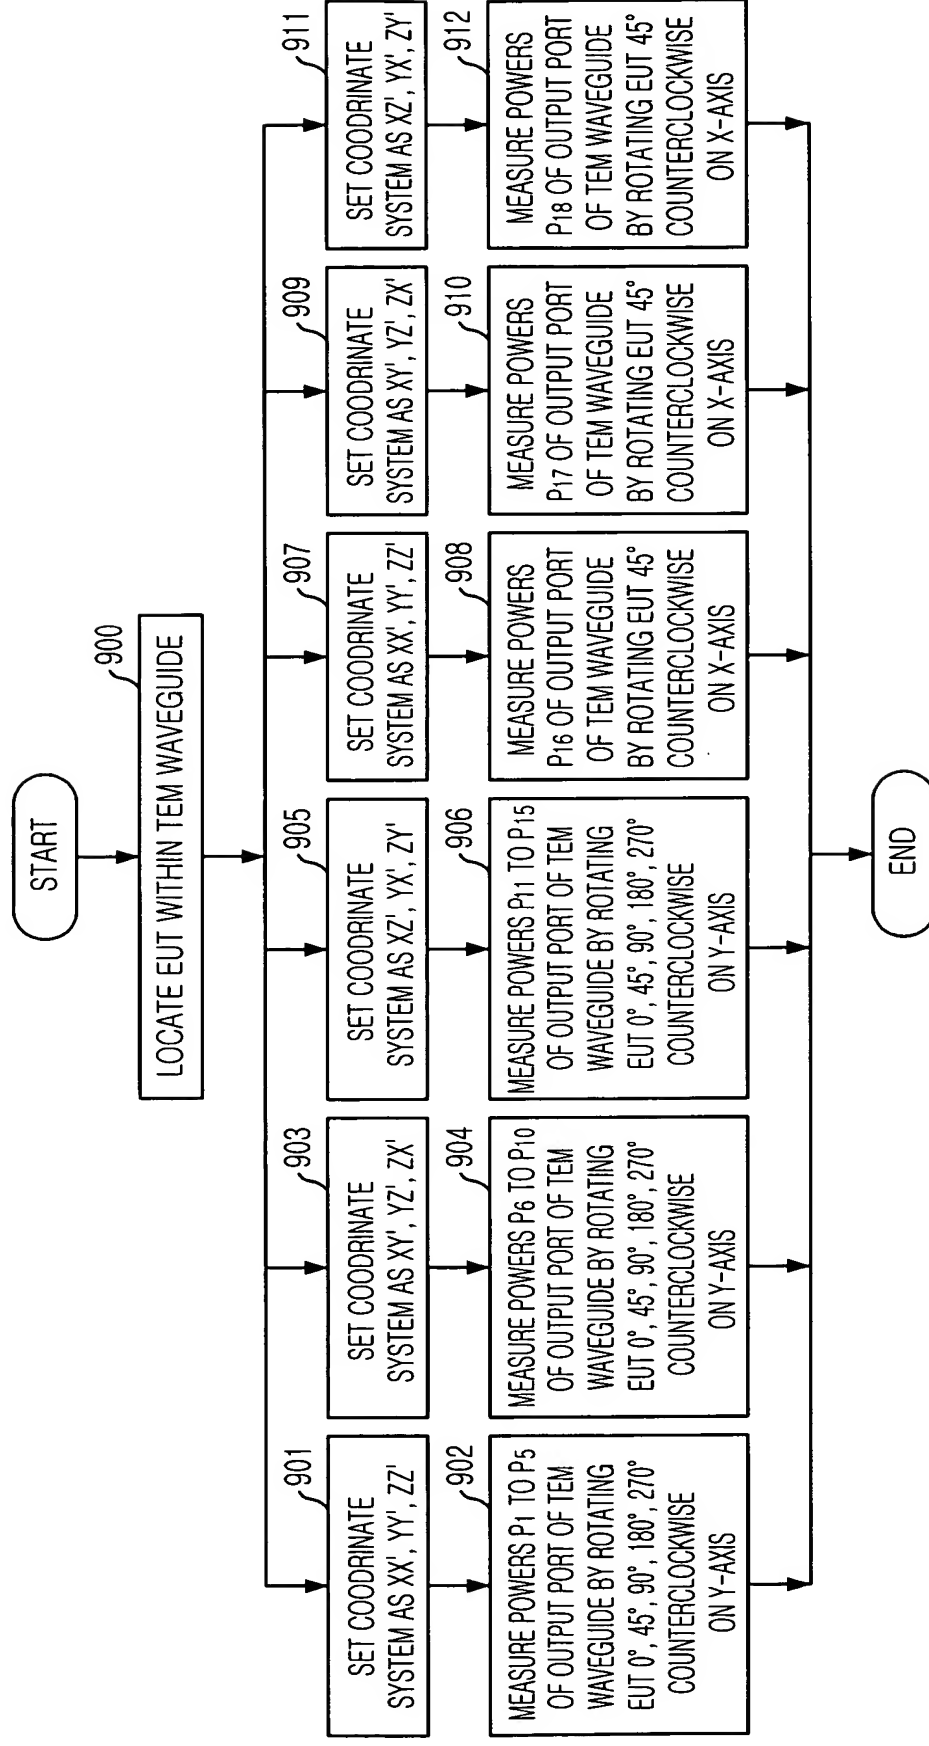 START
900
LOCATE EUT WITHIN TEM WAVEGUIDE
901
SET COODRINATE
SYSTEM AS XX', YY', ZZ'
902
MEASURE POWERS P1 TO P5
OF OUTPUT PORT OF TEM
WAVEGUIDE BY ROTATING
EUT 0°, 45°, 90°, 180°, 270°
COUNTERCLOCKWISE
ON Y-AXIS
903
SET COODRINATE
SYSTEM AS XY', YZ', ZX'
904
MEASURE POWERS P6 TO P10
OF OUTPUT PORT OF TEM
WAVEGUIDE BY ROTATING
EUT 0°, 45°, 90°, 180°, 270°
COUNTERCLOCKWISE
ON Y-AXIS
905
SET COODRINATE
SYSTEM AS XZ', YX', ZY'
906
MEASURE POWERS P11 TO P15
OF OUTPUT PORT OF TEM
WAVEGUIDE BY ROTATING
EUT 0°, 45°, 90°, 180°, 270°
COUNTERCLOCKWISE
ON Y-AXIS
907
SET COODRINATE
SYSTEM AS XX', YY', ZZ'
908
MEASURE POWERS
P16 OF OUTPUT PORT
OF TEM WAVEGUIDE
BY ROTATING EUT 45°
COUNTERCLOCKWISE
ON X-AXIS
909
SET COODRINATE
SYSTEM AS XY', YZ', ZX'
910
MEASURE POWERS
P17 OF OUTPUT PORT
OF TEM WAVEGUIDE
BY ROTATING EUT 45°
COUNTERCLOCKWISE
ON X-AXIS
911
SET COODRINATE
SYSTEM AS XZ', YX', ZY'
912
MEASURE POWERS
P18 OF OUTPUT PORT
OF TEM WAVEGUIDE
BY ROTATING EUT 45°
COUNTERCLOCKWISE
ON X-AXIS
END